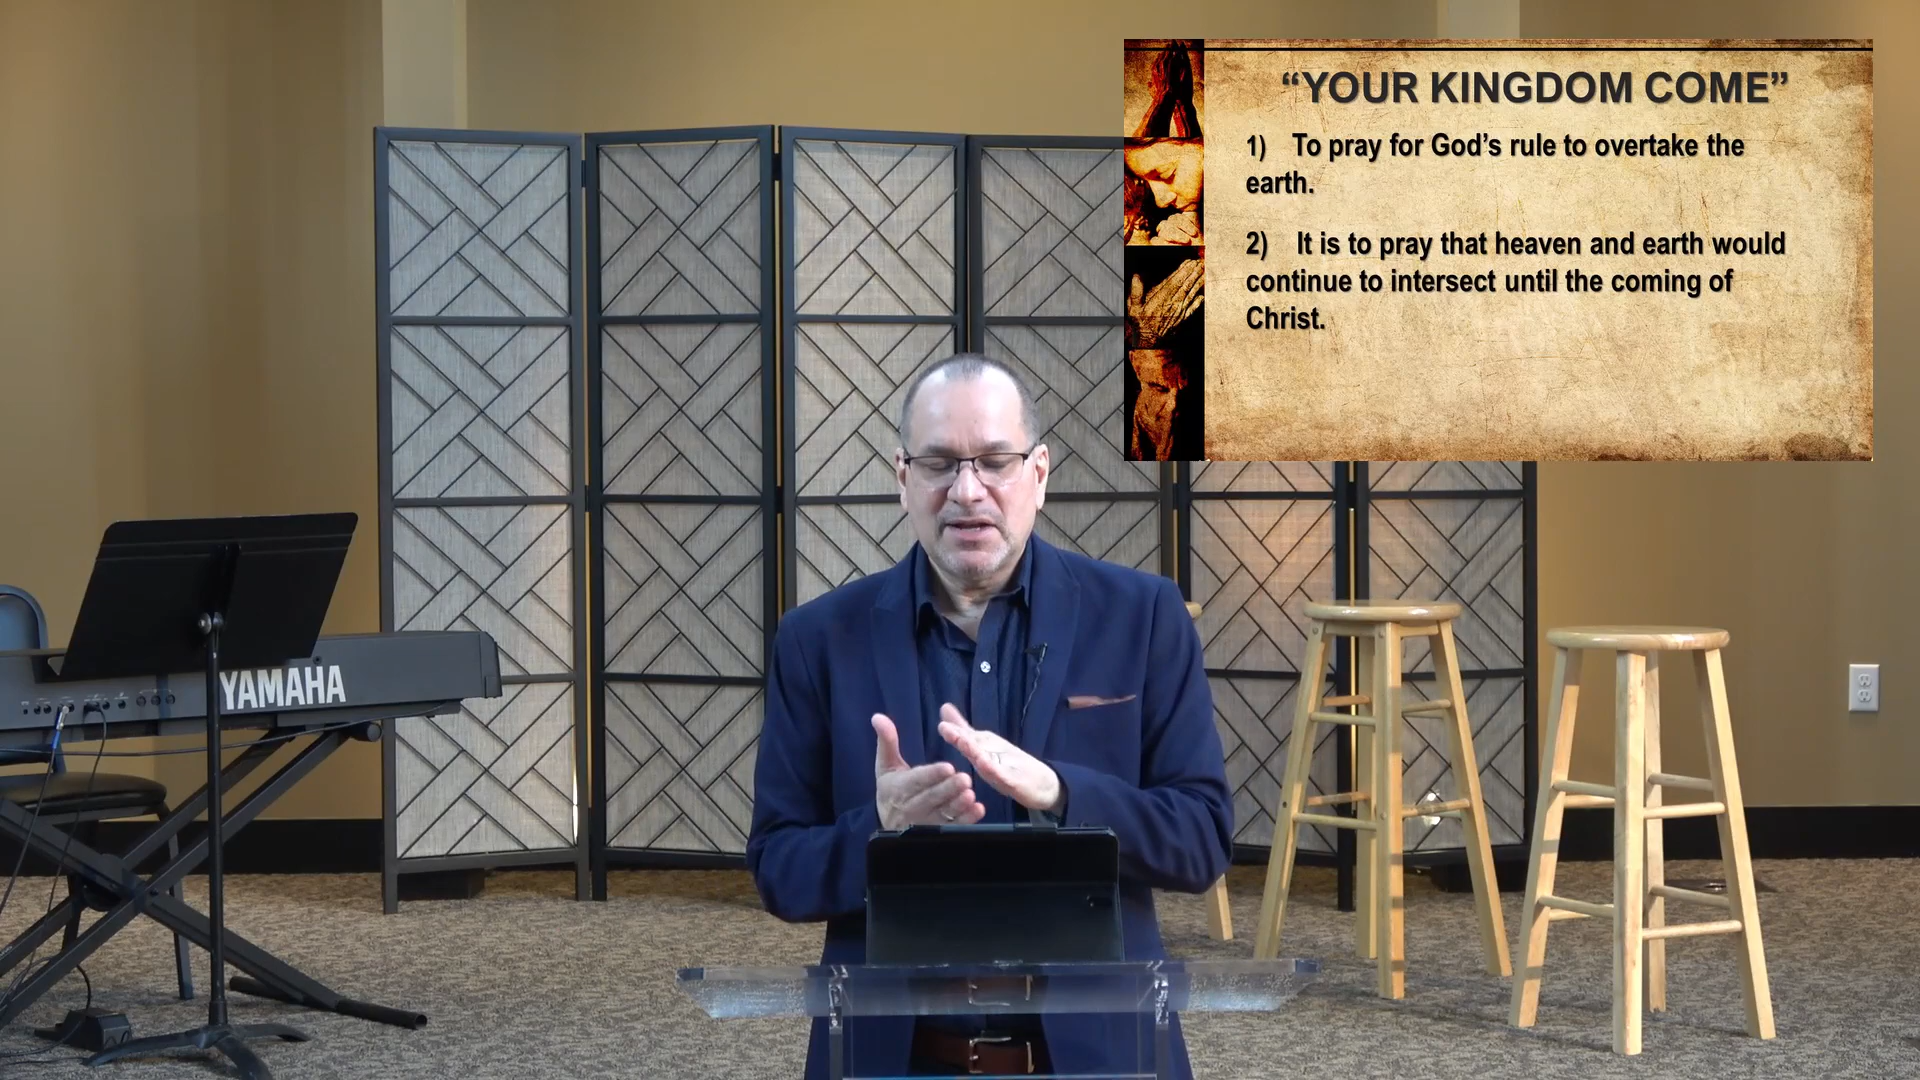 “YOUR KINGDOM COME”
1) To pray for God’s rule to overtake the
earth.
2) It is to pray that heaven and earth would
continue to intersect until the coming of
Christ.
YAMAHA